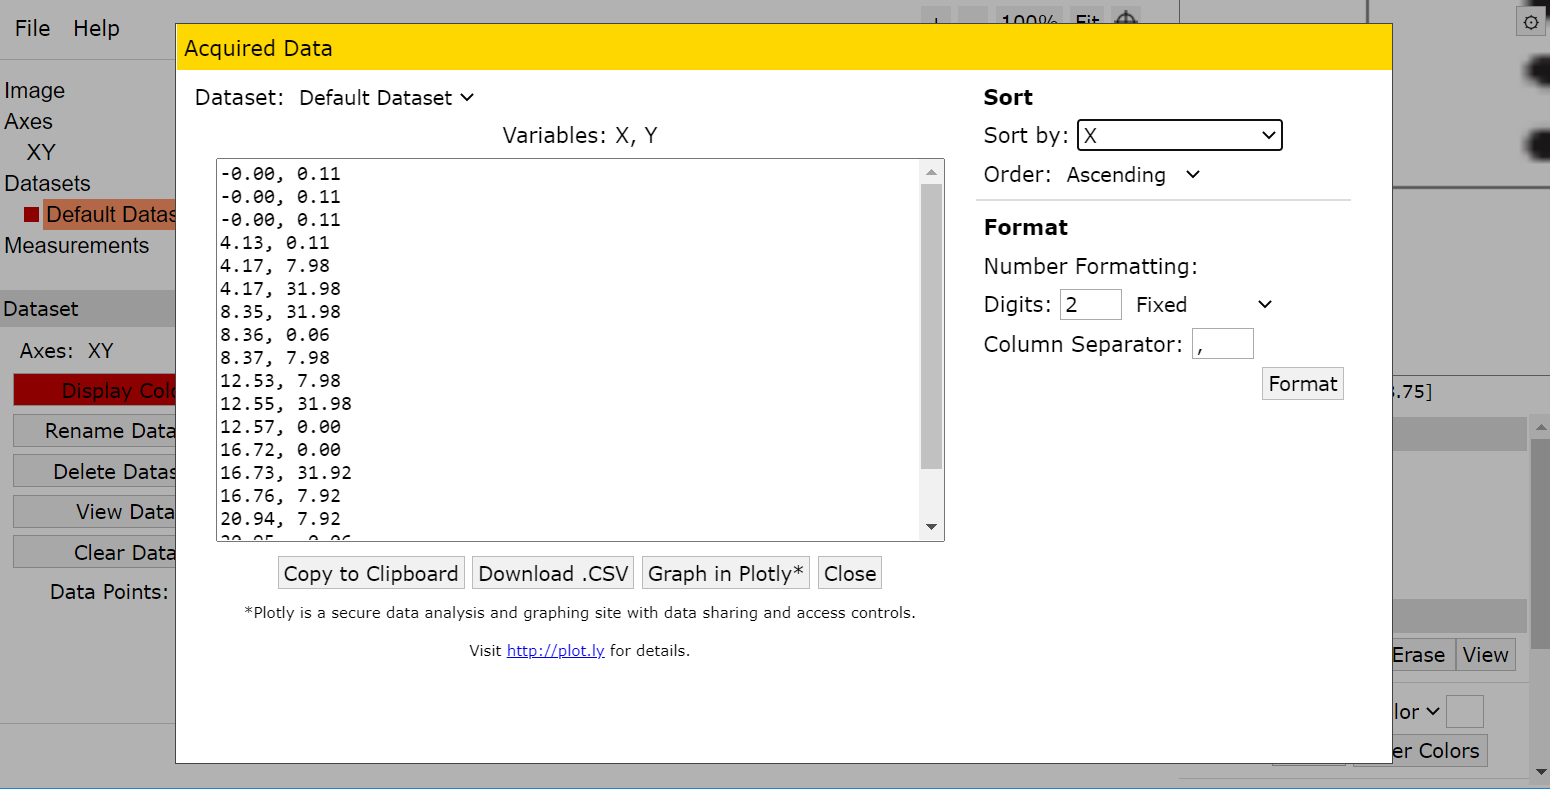 File Help
100% Fit
Acquired Data
Image
Axes
XY
Datasets
Default Datas
Measurements
Dataset
Axes: XY
Display Colo
Rename Data
Delete Datas
View Data
Clear Data
Data Points:
Dataset: Default Dataset
Variables: X, Y
-0.00, 0.11
-0.00, 0.11
-0.00, 0.11
4.13, 0.11
4.17, 7.98
4.17, 31.98
8.35, 31.98
8.36, 0.06
8.37, 7.98
12.53, 7.98
12.55, 31.98
12.57, 0.00
16.72, 0.00
16.73, 31.92
16.76, 7.92
20.94, 7.92
Copy to Clipboard Download .CSV Graph in Plotly* Close
*Plotly is a secure data analysis and graphing site with data sharing and access controls.
Visit http://plot.ly for details.
Sort
Sort by: X
Order: Ascending
Format
Number Formatting:
Digits: 2 Fixed
Column Separator: ,
Format
.75]
Erase View
lor
er Colors